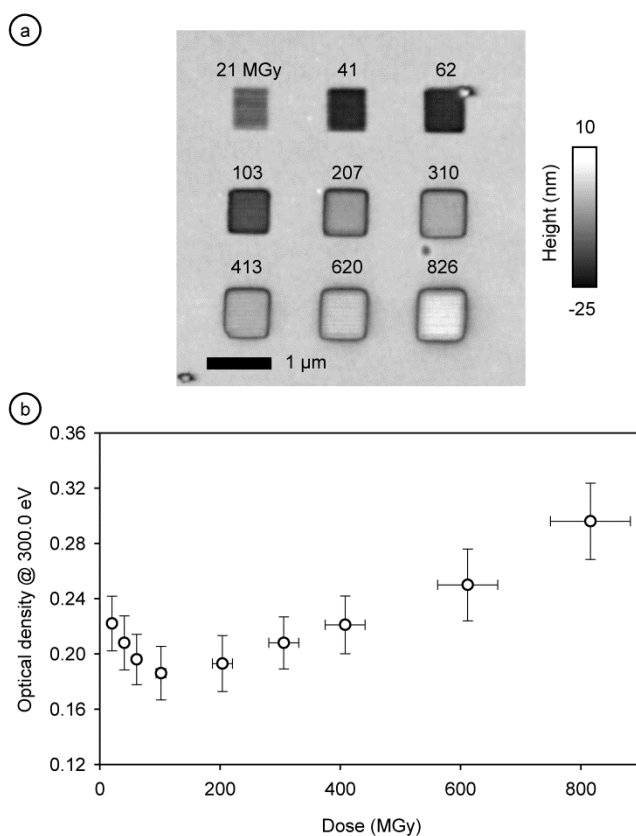 a
21 MGy 41 62
103 207 310
413 620 826
1 µm
10
Height (nm)
-25
b
0.36
0.32
0.28
0.24
0.20
0.16
0.12
Optical density @ 300.0 eV
0 200 400 600 800
Dose (MGy)